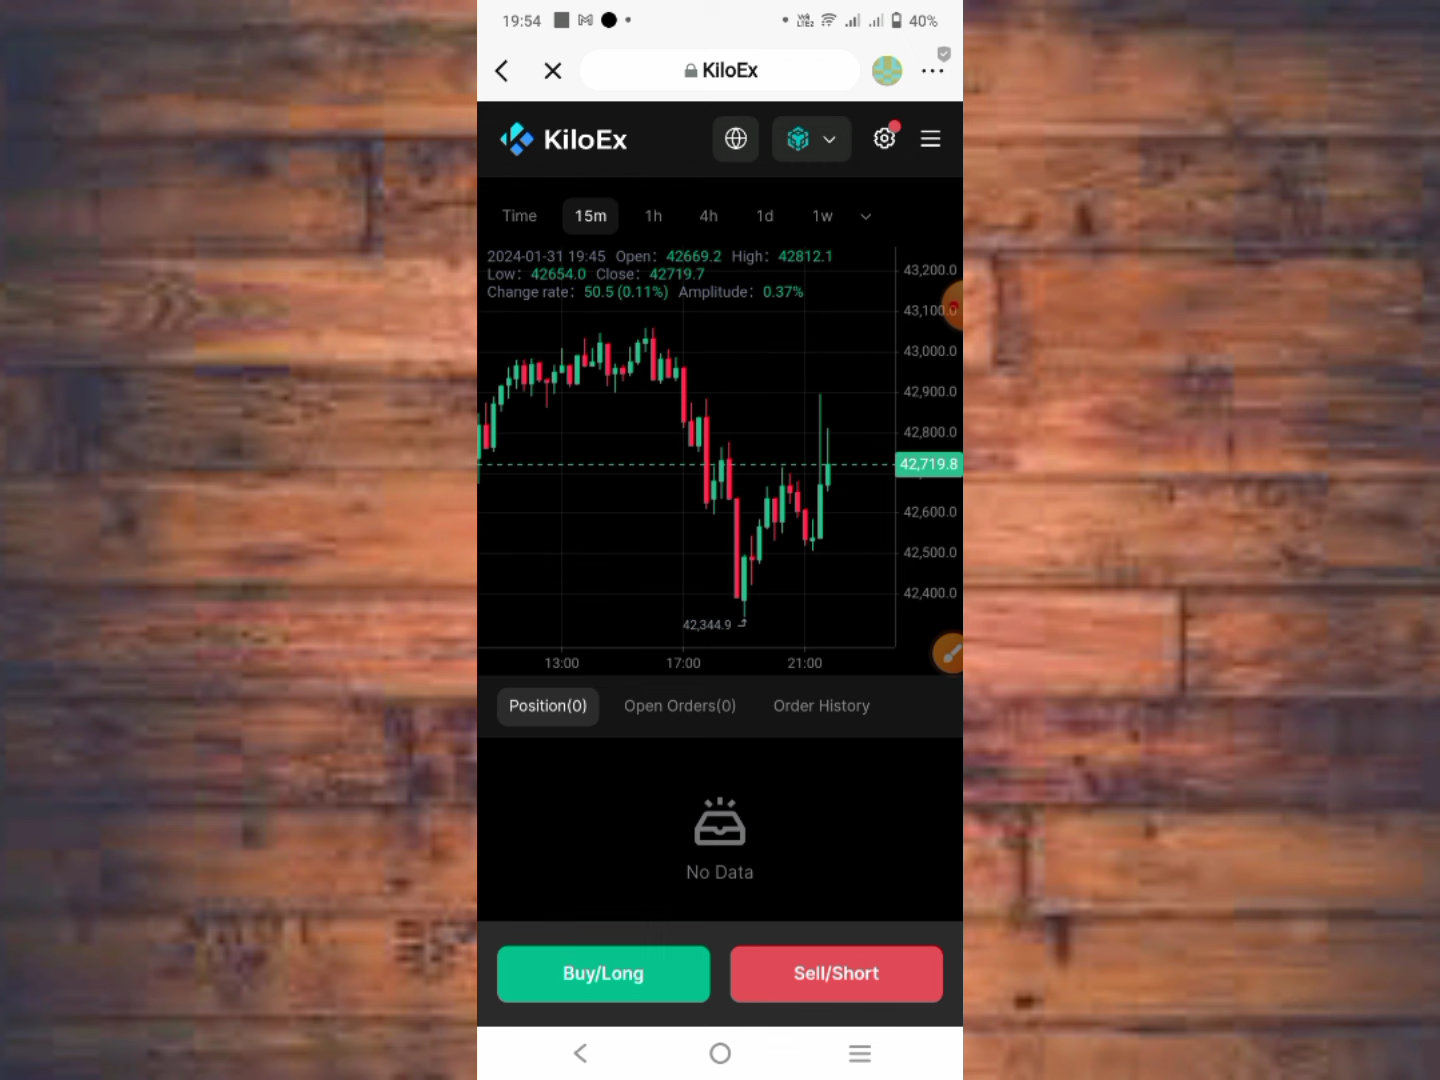 19:54 40%
KiloEx
KiloEx
Time 15m 1h 4h 1d 1w
2024-01-31 19:45 Open: 42669.2 High: 42812.1
Low: 42654.0 Close: 42719.7
Change rate: 50.5 (0.11%) Amplitude: 0.37%
43,200.0
43,100.0
43,000.0
42,900.0
42,800.0
42,719.8
42,600.0
42,500.0
42,400.0
42,344.9
13:00 17:00 21:00
Position(0) Open Orders(0) Order History
No Data
Buy/Long Sell/Short